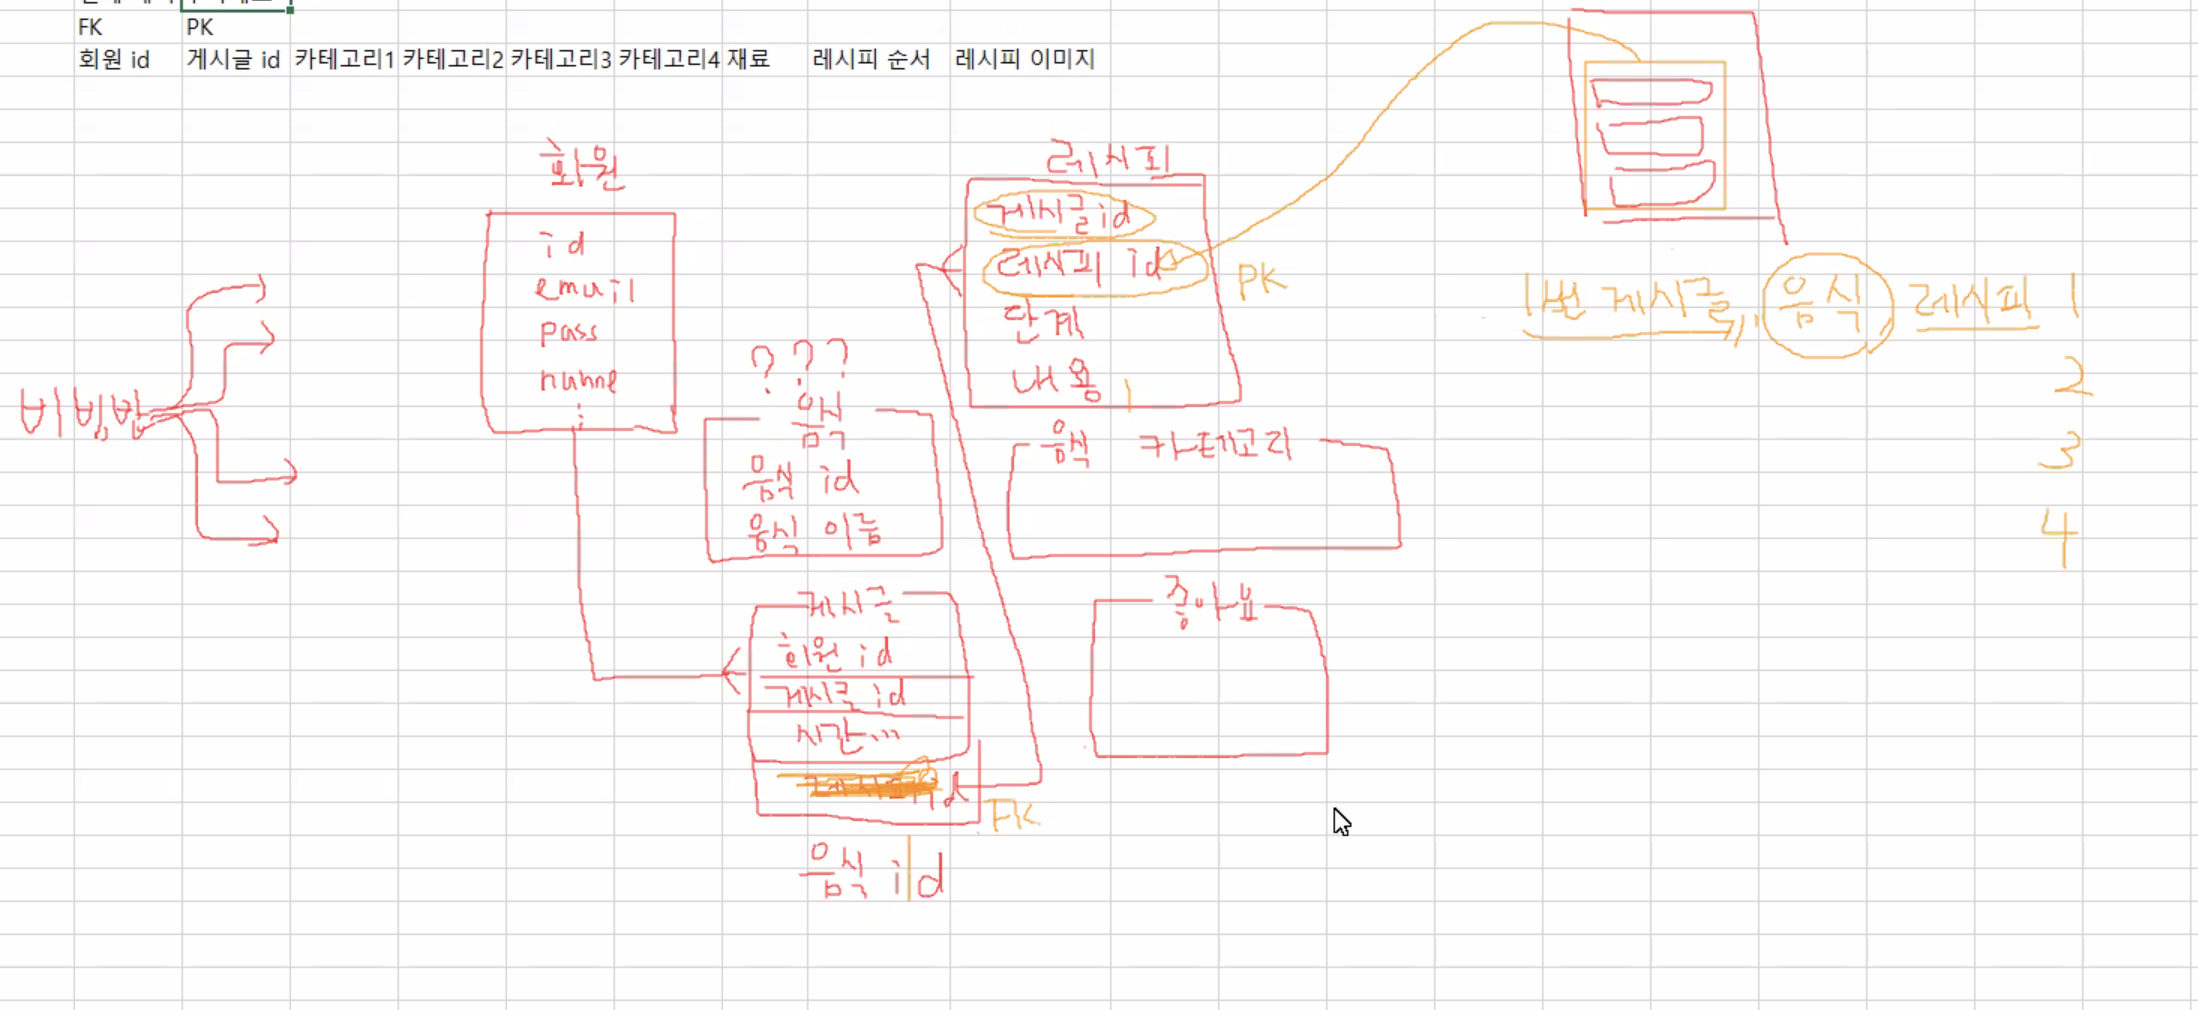 FK PK
회원 id 게시글 id 카테고리1 카테고리2 카테고리3 카테고리4 재료 레시피 순서 레시피 이미지
회원
id
email
pass
name
비빔밥
???
음식
음식 id
음식 이름
레시피
게시글 id
레시피 id
PK
단계
내용
음식 카테고리
게시글
회원 id
게시글 id
시간...
id
FK
음식 id
좋아요
1번 게시글, 음식 레시피 1
2
3
4